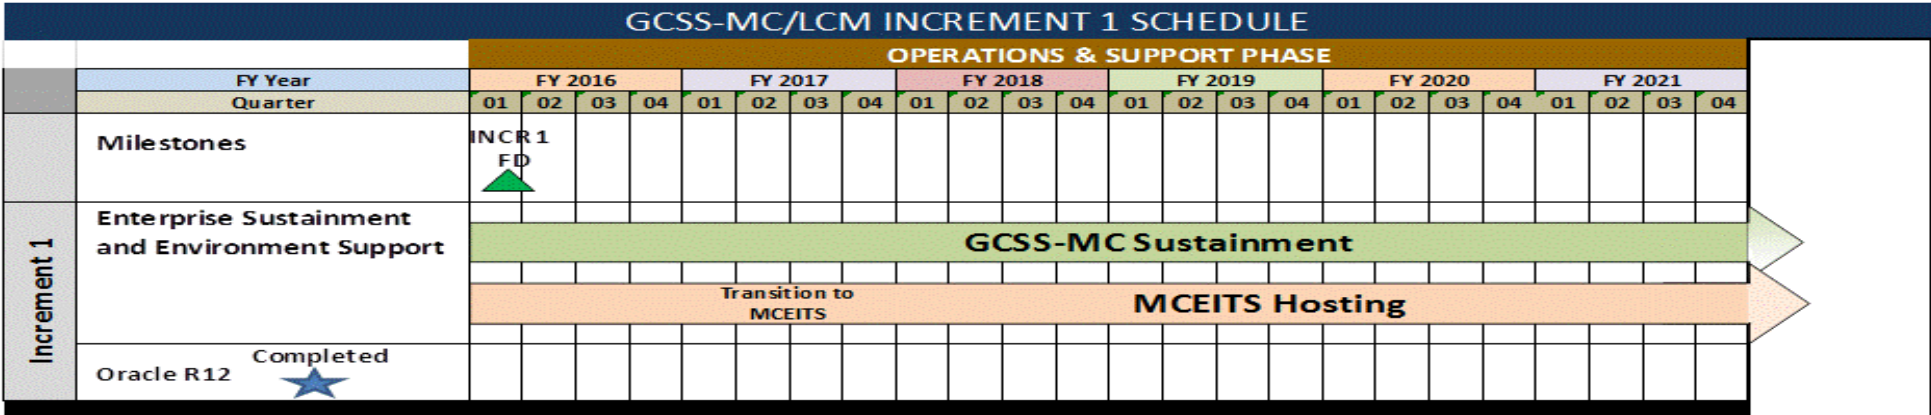 GCSS-MC/LCM INCREMENT 1 SCHEDULE
OPERATIONS & SUPPORT PHASE
FY Year FY 2016 FY 2017 FY 2018 FY 2019 FY 2020 FY 2021
Quarter 01 02 03 04 01 02 03 04 01 02 03 04 01 02 03 04 01 02 03 04 01 02 03 04
Milestones
INCR 1
FD
Increment 1
Enterprise Sustainment
and Environment Support
GCSS-MC Sustainment
Transition to
MCEITS
MCEITS Hosting
Completed
Oracle R12